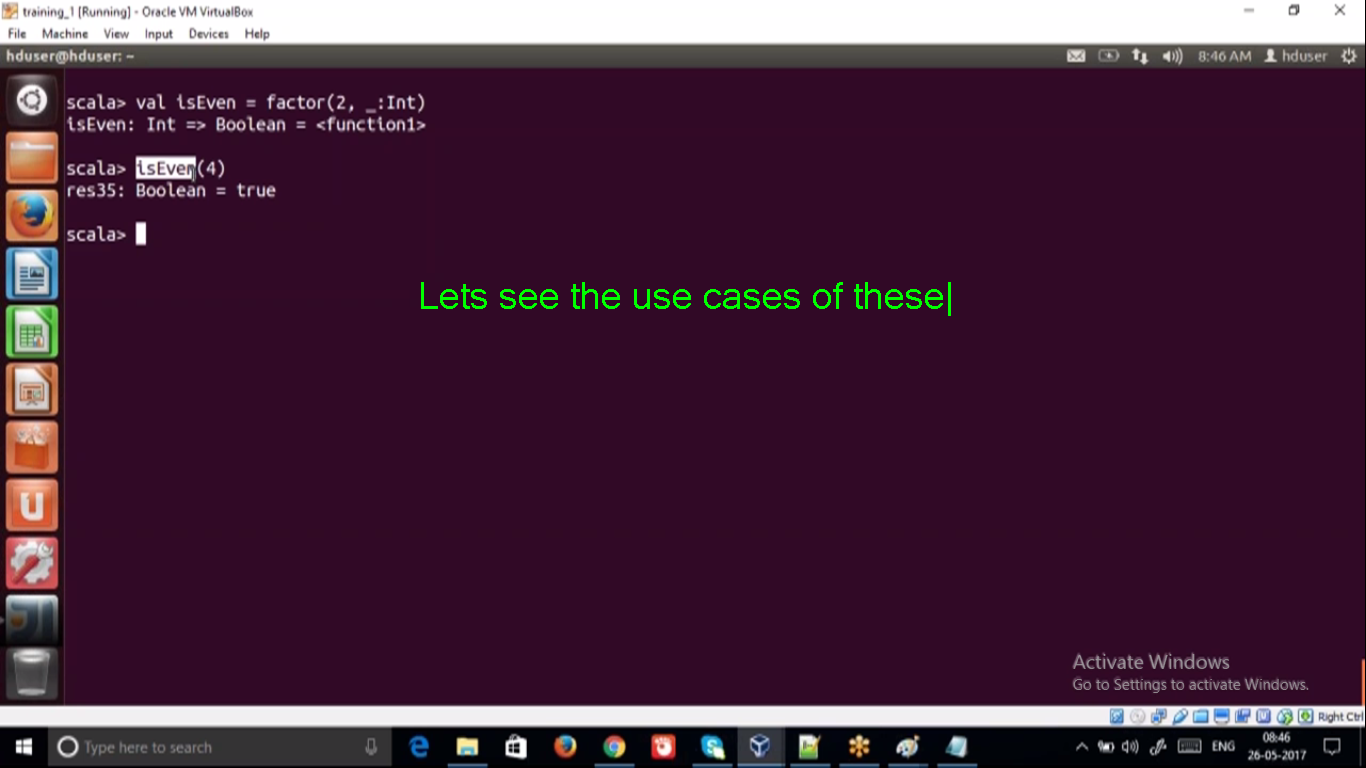 training_1 [Running] - Oracle VM VirtualBox
File Machine View Input Devices Help
hduser@hduser: ~
8:46 AM hduser
scala> val isEven = factor(2, _:Int)
isEven: Int => Boolean = <function1>
scala> isEven(4)
res35: Boolean = true
scala>
Lets see the use cases of these|
Activate Windows
Go to Settings to activate Windows.
Right Ctrl
Type here to search
ENG
08:46
26-05-2017